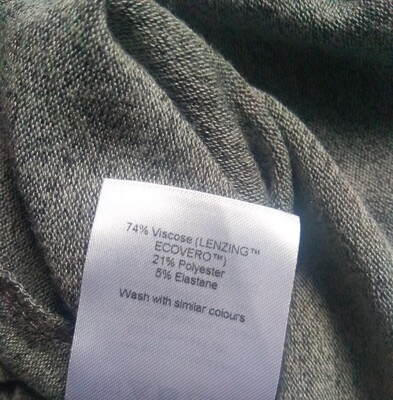 74% Viscose (LENZING™
ECOVERO™)
21% Polyester
5% Elastane
Wash with similar colours